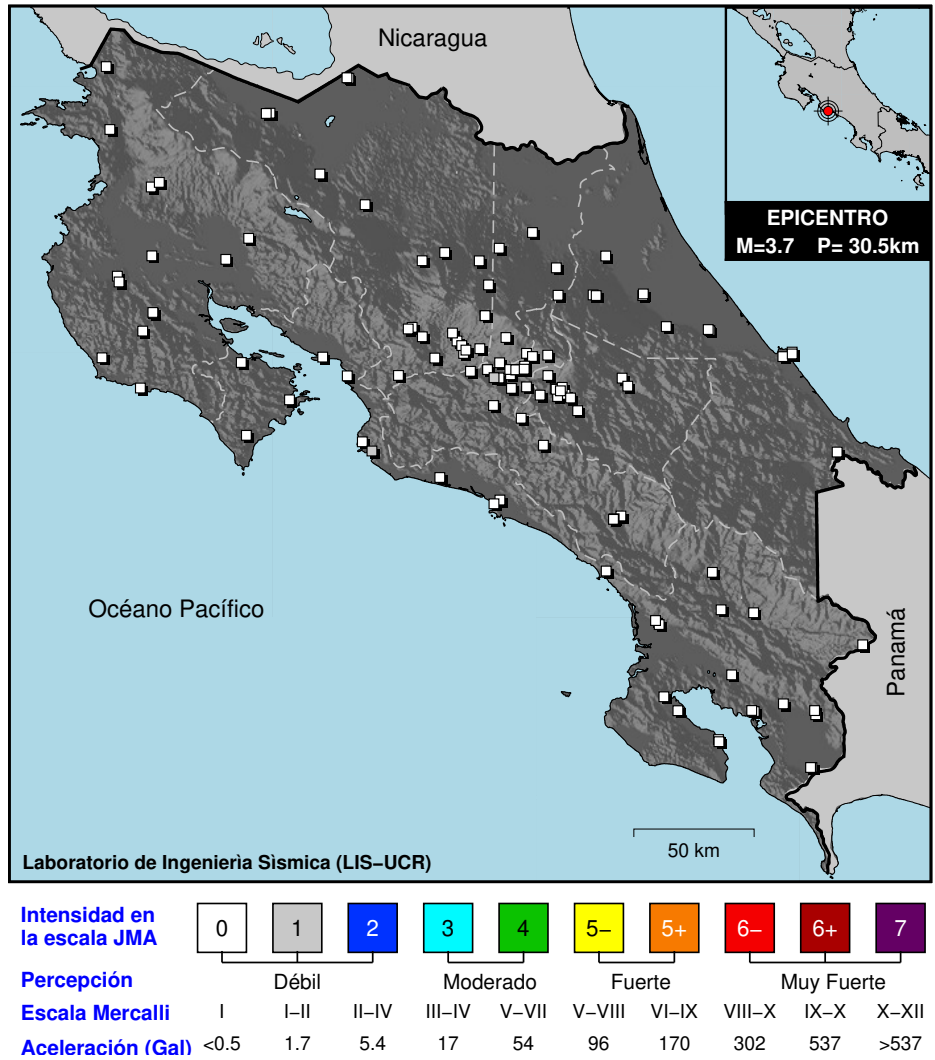 Nicaragua
EPICENTRO
M=3.7 P= 30.5km
Océano Pacífico
Panamá
50 km
Laboratorio de Ingenierìa Sìsmica (LIS−UCR)
Intensidad en
la escala JMA
0 1 2 3 4 5− 5+ 6− 6+ 7
Percepción Débil Moderado Fuerte Muy Fuerte
Escala Mercalli I I−II II−IV III−IV V−VII V−VIII VI−IX VIII−X IX−X X−XII
Aceleración (Gal) <0.5 1.7 5.4 17 54 96 170 302 537 >537